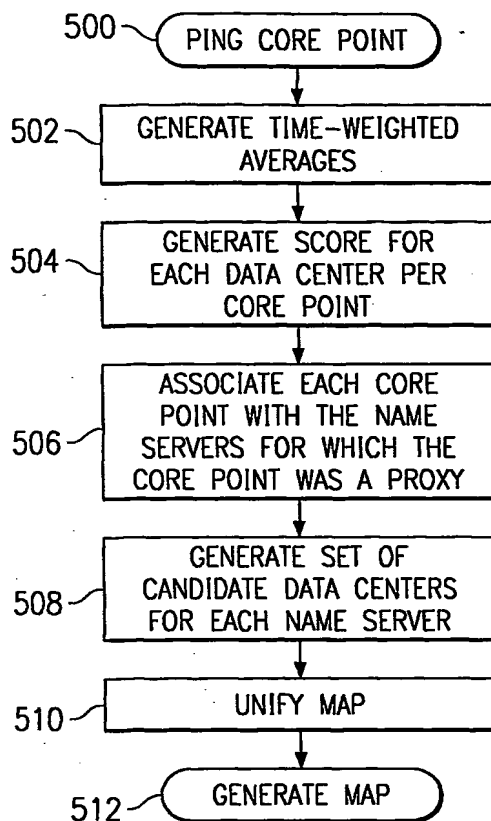 500
PING CORE POINT
502
GENERATE TIME-WEIGHTED
AVERAGES
504
GENERATE SCORE FOR
EACH DATA CENTER PER
CORE POINT
506
ASSOCIATE EACH CORE
POINT WITH THE NAME
SERVERS FOR WHICH THE
CORE POINT WAS A PROXY
508
GENERATE SET OF
CANDIDATE DATA CENTERS
FOR EACH NAME SERVER
510
UNIFY MAP
512
GENERATE MAP